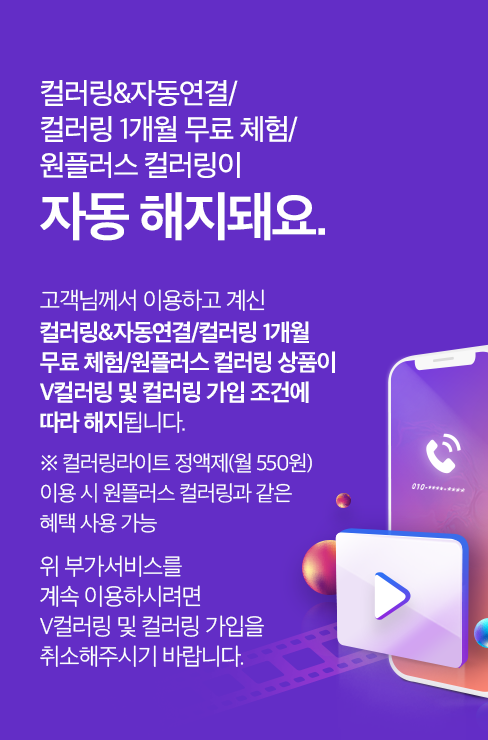 컬러링&자동연결/
컬러링 1개월 무료 체험/
원플러스 컬러링이
자동 해지돼요.
고객님께서 이용하고 계신
컬러링&자동연결/컬러링 1개월
무료 체험/원플러스 컬러링 상품이
V컬러링 및 컬러링 가입 조건에
따라 해지됩니다.
※ 컬러링라이트 정액제(월 550원)
이용 시 원플러스 컬러링과 같은
혜택 사용 가능
위 부가서비스를
계속 이용하시려면
V컬러링 및 컬러링 가입을
취소해주시기 바랍니다.
010-****-****